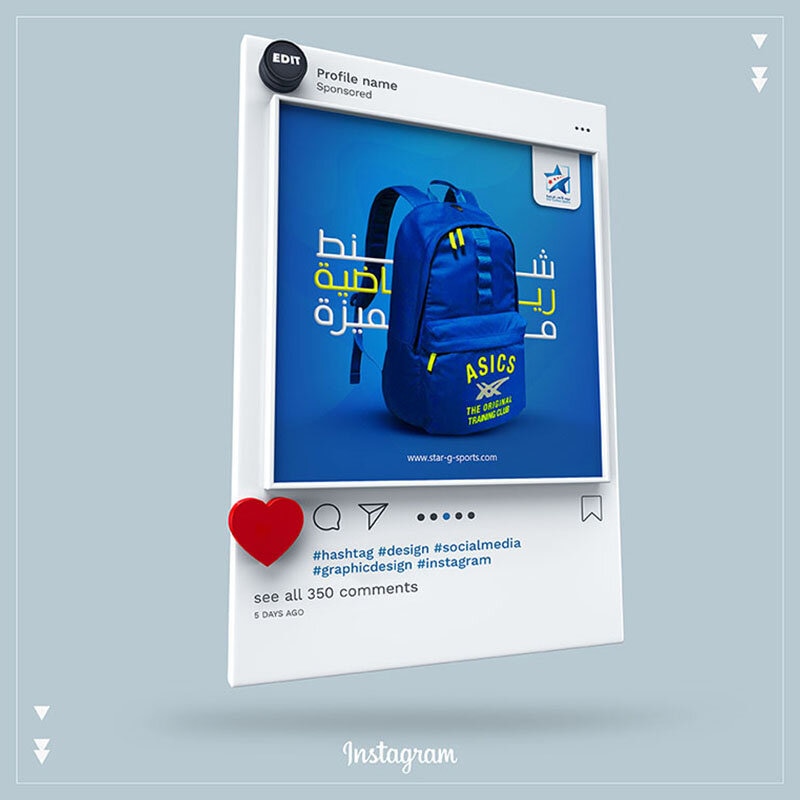 EDIT
Profile name
Sponsored
شنط
رياضية
مميزة
ASICS
THE ORIGINAL
TRAINING CLUB
www.star-g-sports.com
#hashtag #design #socialmedia
#graphicdesign #instagram
see all 350 comments
5 DAYS AGO
Instagram